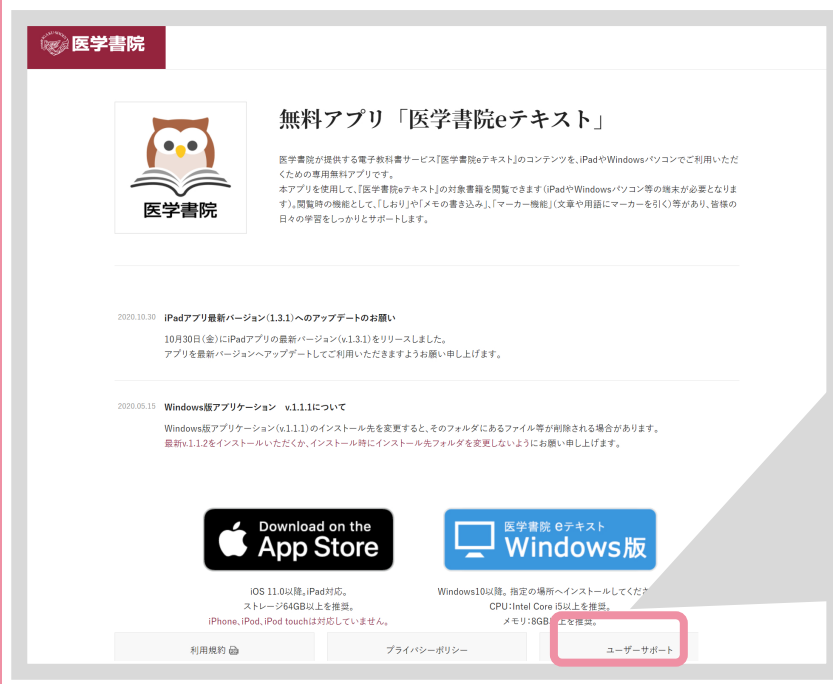 医学書院
無料アプリ「医学書院eテキスト」
医学書院が提供する電子教科書サービス『医学書院eテキスト』のコンテンツを、iPadやWindowsパソコンでご利用いただ
くための専用無料アプリです。
本アプリを使用して、『医学書院eテキスト』の対象書籍を閲覧できます(iPadやWindowsパソコン等の端末が必要となりま
す)。閲覧時の機能として、「しおり」や「メモの書き込み」、「マーカー機能」(文章や用語にマーカーを引く)等があり、皆様の
日々の学習をしっかりとサポートします。
医学書院
2020.10.30 iPadアプリ最新バージョン(1.3.1)へのアップデートのお願い
10月30日(金)にiPadアプリの最新バージョン(v.1.3.1)をリリースしました。
アプリを最新バージョンへアップデートしてご利用いただきますようお願い申し上げます。
2020.05.15 Windows版アプリケーション v.1.1.1について
Windows版アプリケーション(v.1.1.1)のインストール先を変更すると、そのフォルダにあるファイル等が削除される場合があります。
最新v.1.1.2をインストールいただくか、インストール時にインストール先フォルダを変更しないようにお願い申し上げます。
Download on the
App Store
医学書院 eテキスト
Windows版
iOS 11.0以降。iPad対応。
ストレージ64GB以上を推奨。
iPhone、iPod、iPod touchは対応していません。
Windows10以降。指定の場所へインストールしてくださ
CPU:Intel Core i5以上を推奨。
メモリ:8GB以上を推奨。
利用規約
プライバシーポリシー
ユーザーサポート